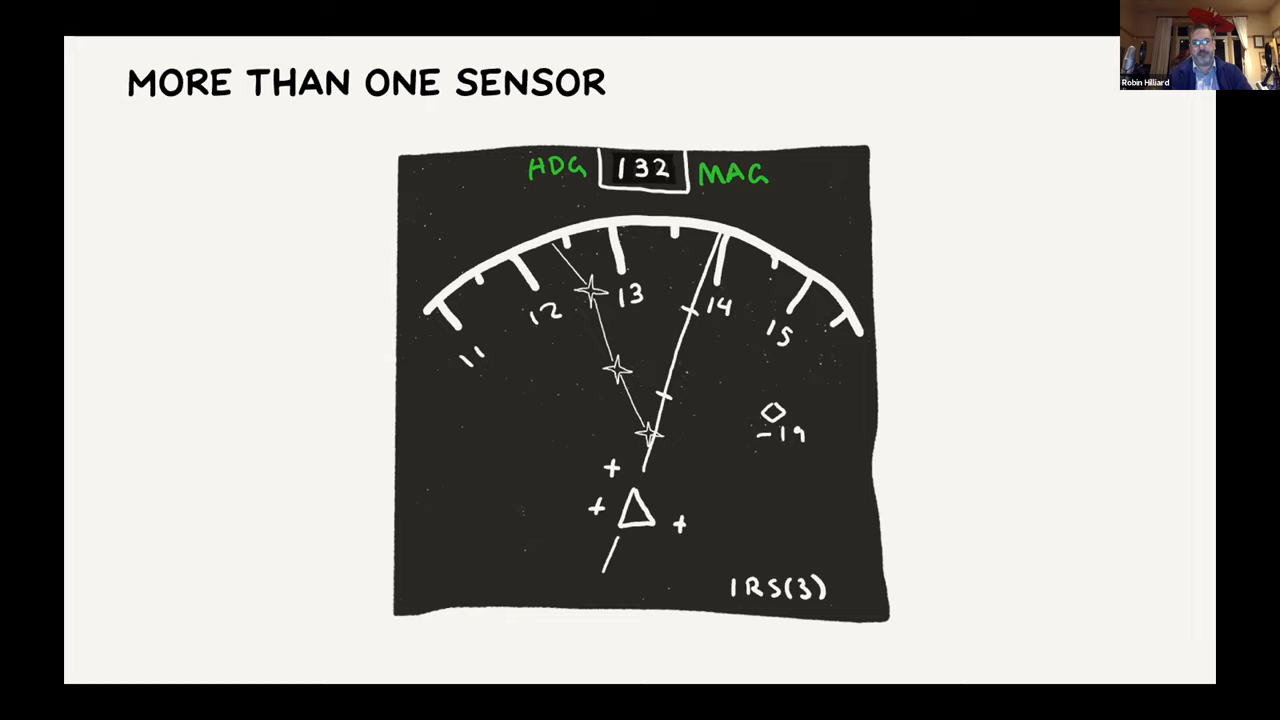 MORE THAN ONE SENSOR
Robin Hilliard
HDG 132 MAG
11 12 13 14 15
-19
IRS(3)